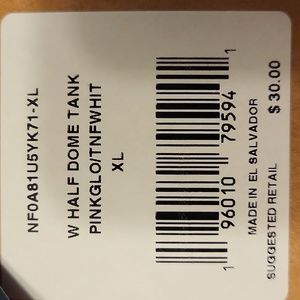 NF0A81U5YK71-XL
W HALF DOME TANK
PINKGLO/TNFWHIT
XL
1 96010 79594 1
MADE IN EL SALVADOR
SUGGESTED RETAIL $ 30.00